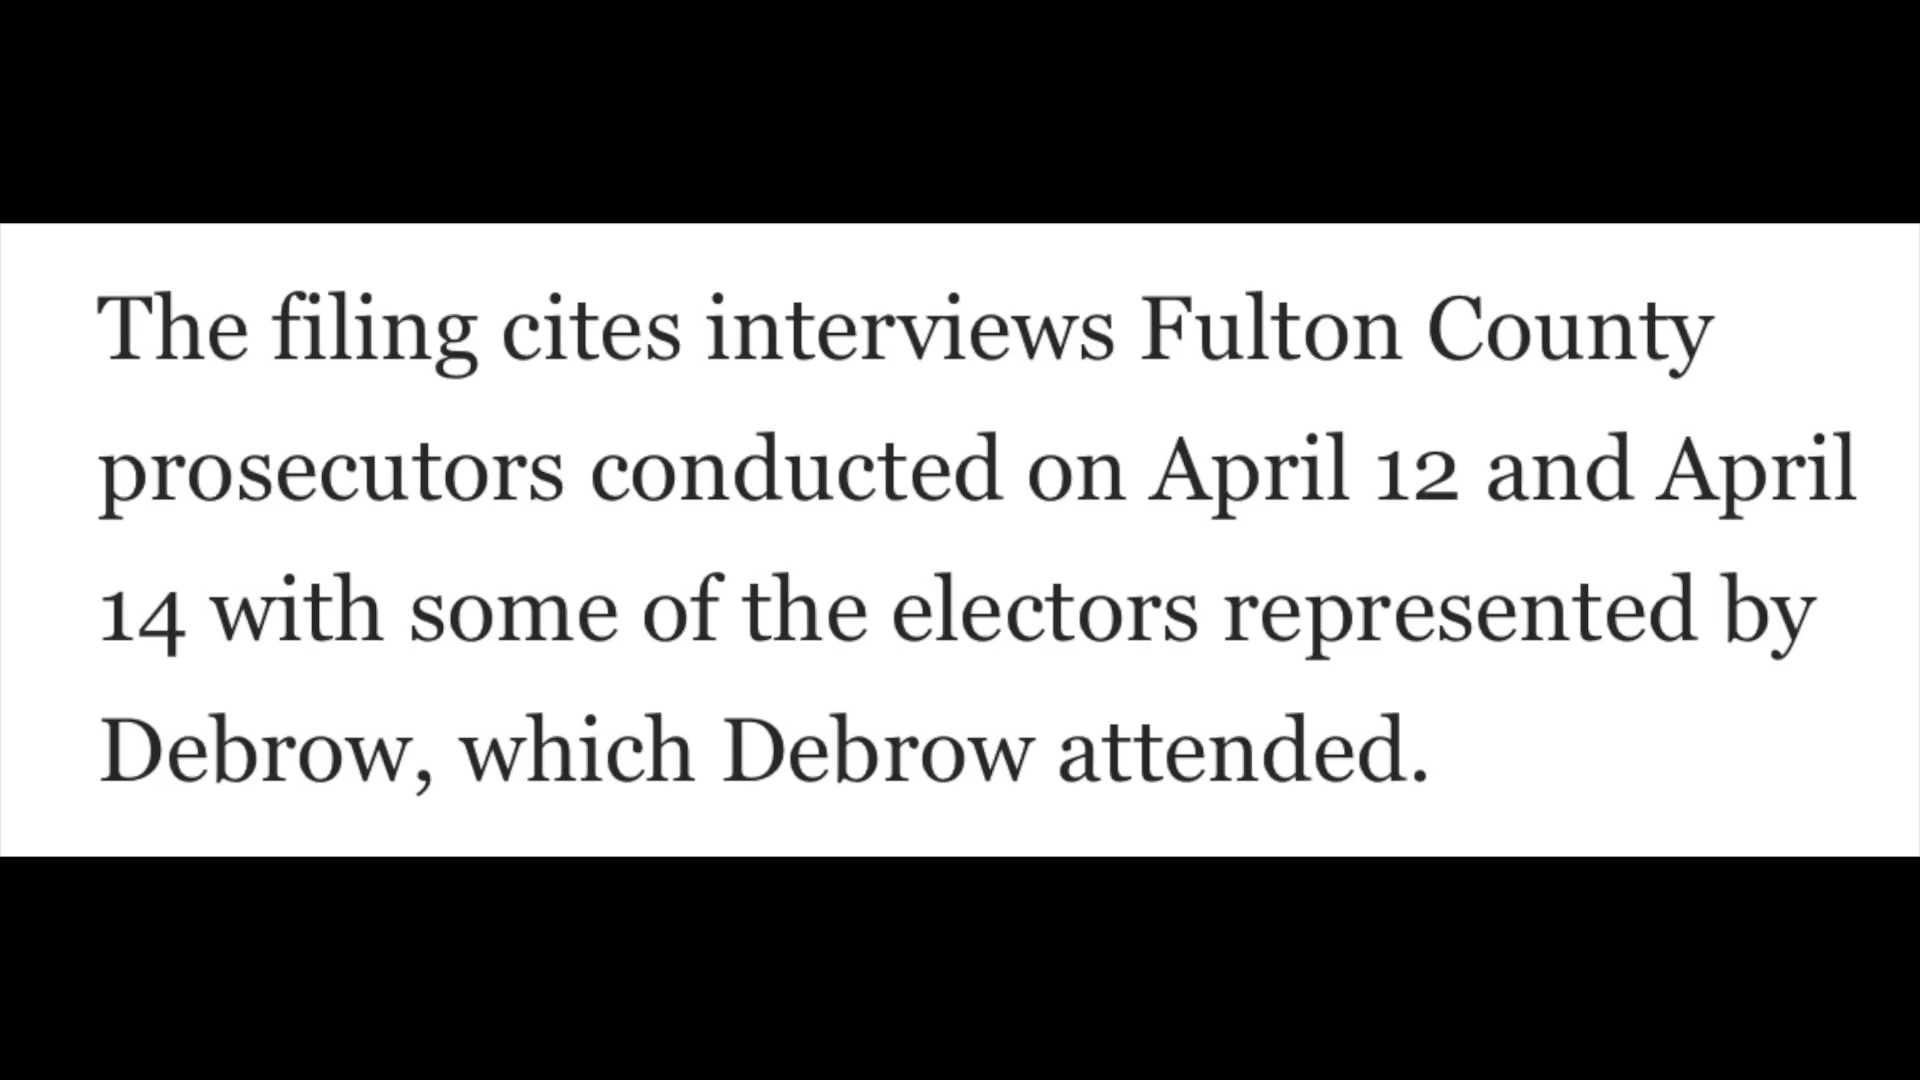 The filing cites interviews Fulton County
prosecutors conducted on April 12 and April
14 with some of the electors represented by
Debrow, which Debrow attended.